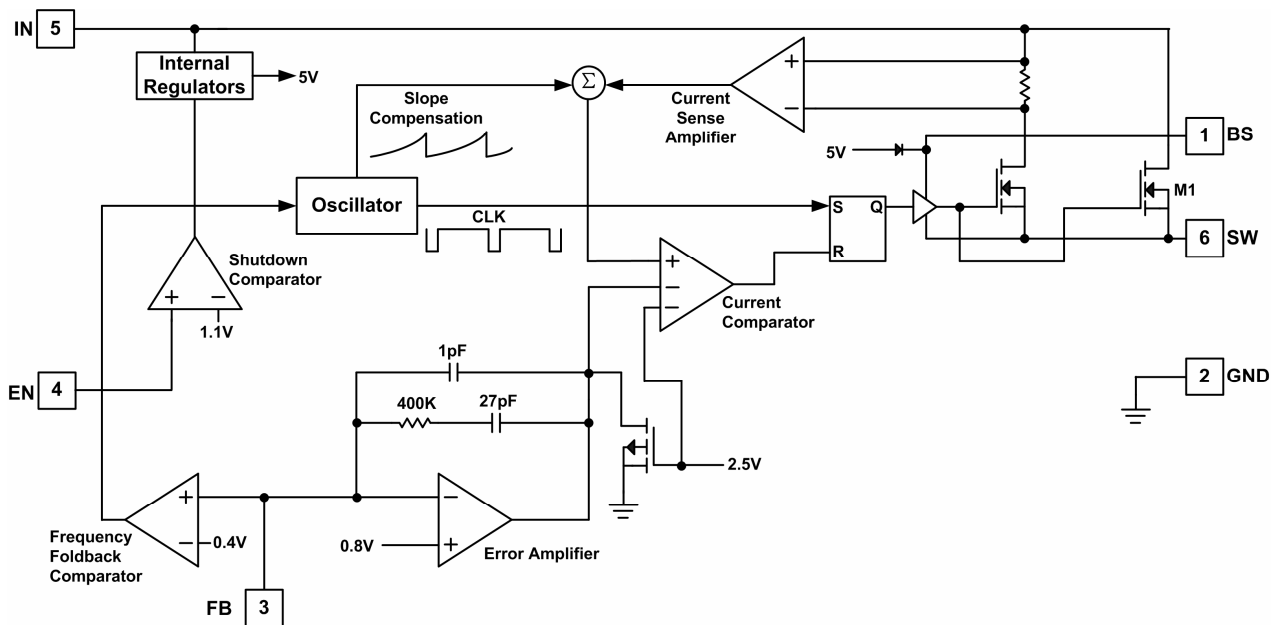 IN 5
Internal
Regulators
5V
Slope
Compensation
Σ
+
−
Current
Sense
Amplifier
5V
1 BS
M1
Oscillator
CLK
S Q
R
6 SW
Shutdown
Comparator
+ −
1.1V
+
−
−
Current
Comparator
EN 4
1pF
400K 27pF
2 GND
2.5V
+
−
0.4V
Frequency
Foldback
Comparator
−
+
0.8V
Error Amplifier
FB 3